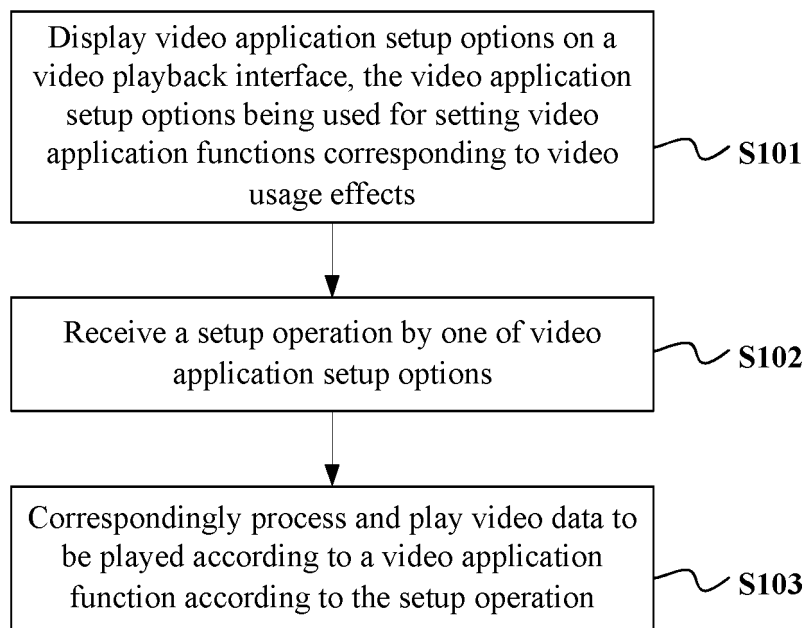 Display video application setup options on a
video playback interface, the video application
setup options being used for setting video
application functions corresponding to video
usage effects
S101
Receive a setup operation by one of video
application setup options
S102
Correspondingly process and play video data to
be played according to a video application
function according to the setup operation
S103